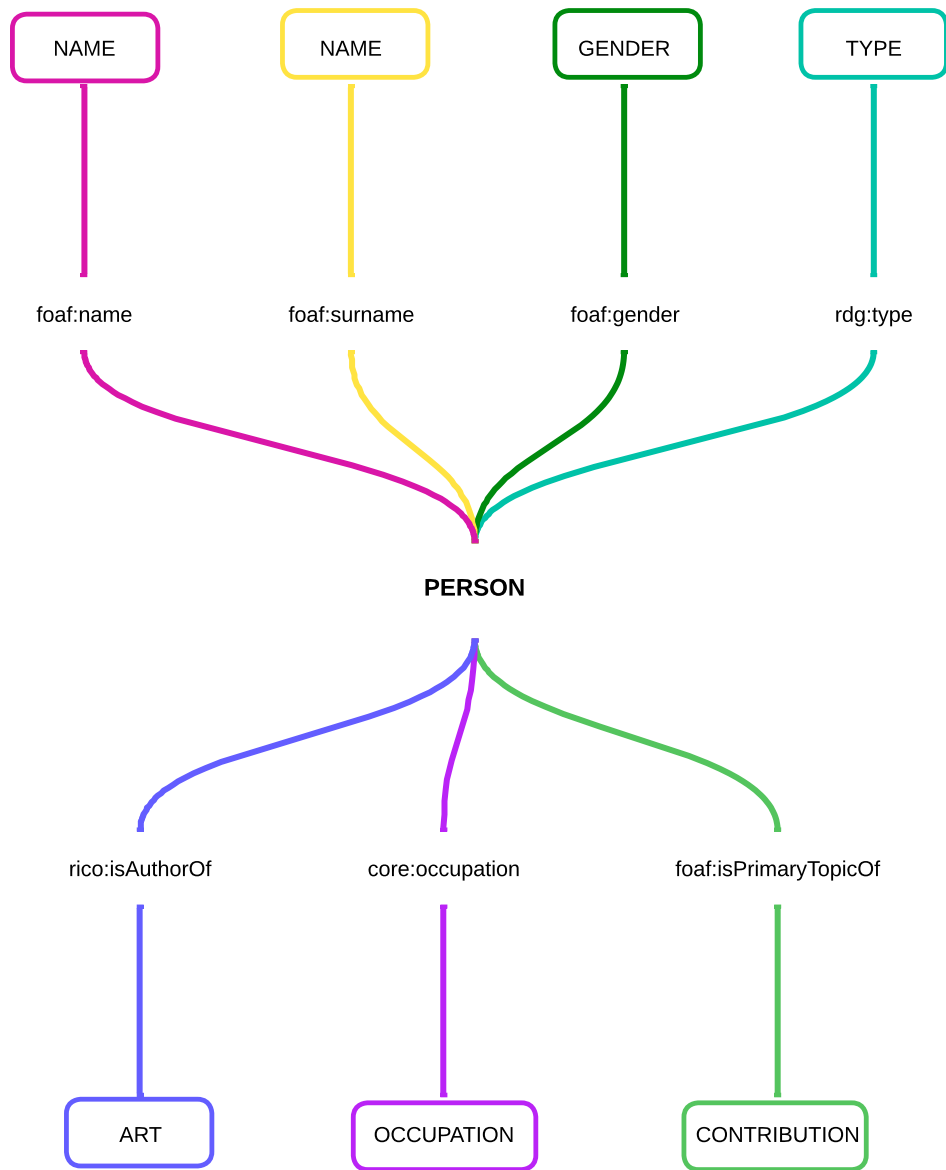 NAME
NAME
GENDER
TYPE
foaf:name
foaf:surname
foaf:gender
rdg:type
PERSON
rico:isAuthorOf
core:occupation
foaf:isPrimaryTopicOf
ART
OCCUPATION
CONTRIBUTION